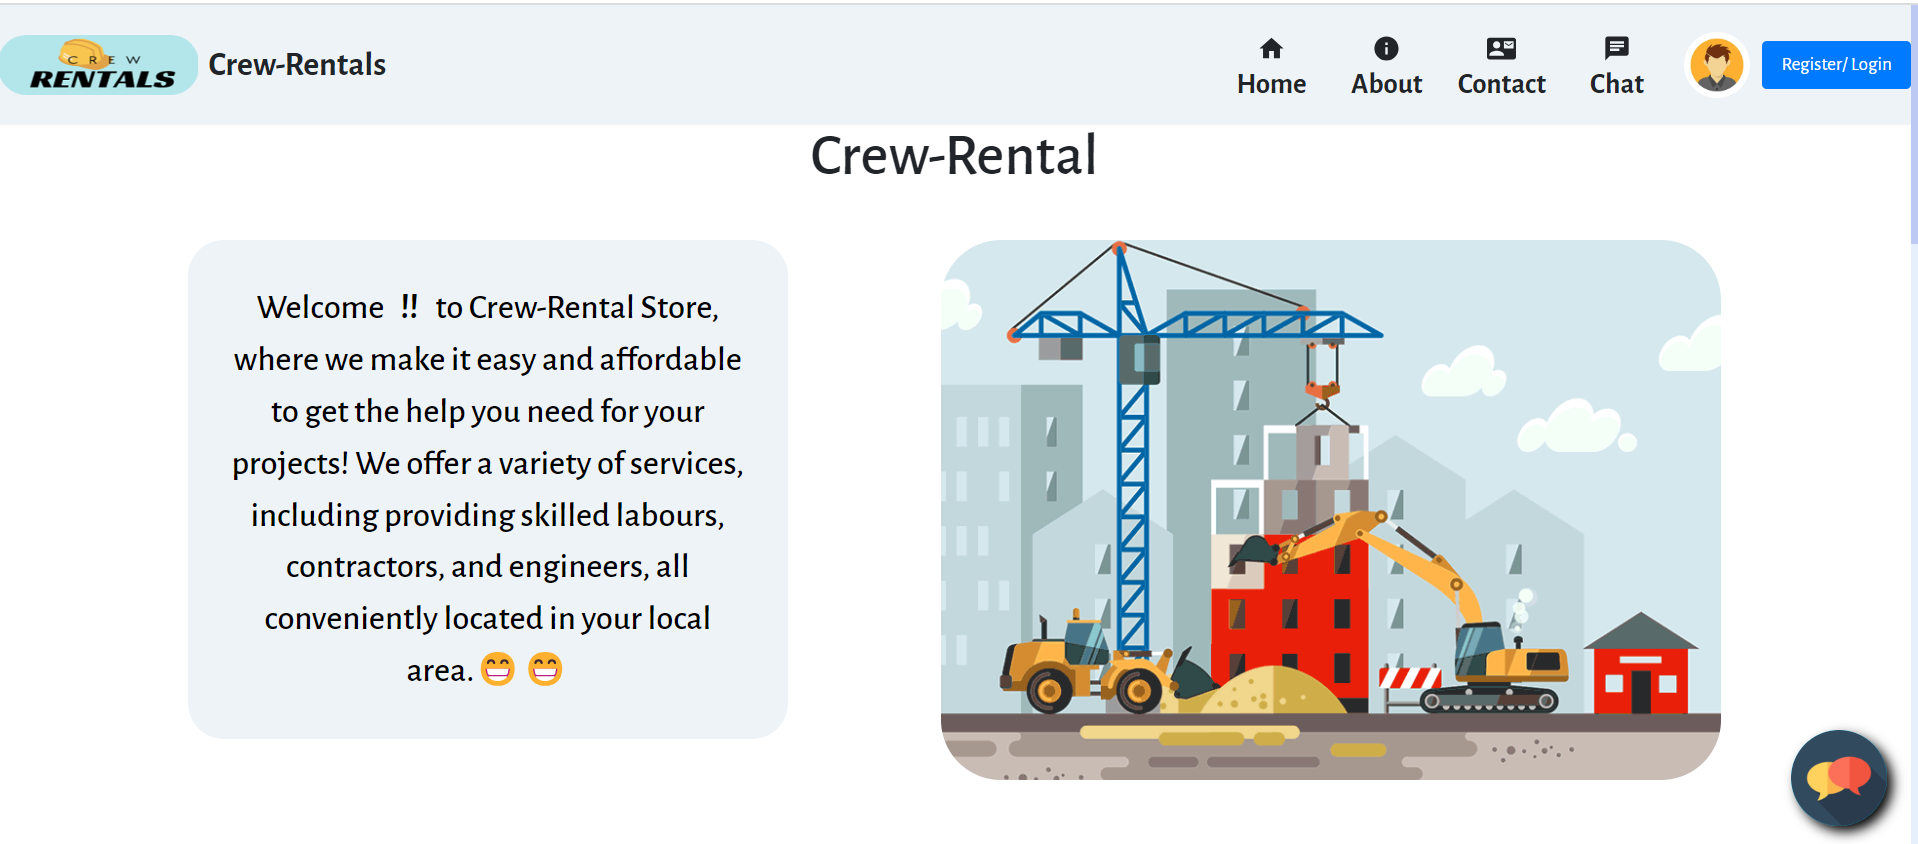 CREW
RENTALS
Crew-Rentals
Home
About
Contact
Chat
Register/ Login
Crew-Rental
Welcome ‼ to Crew-Rental Store,
where we make it easy and affordable
to get the help you need for your
projects! We offer a variety of services,
including providing skilled labours,
contractors, and engineers, all
conveniently located in your local
area. 😁 😁